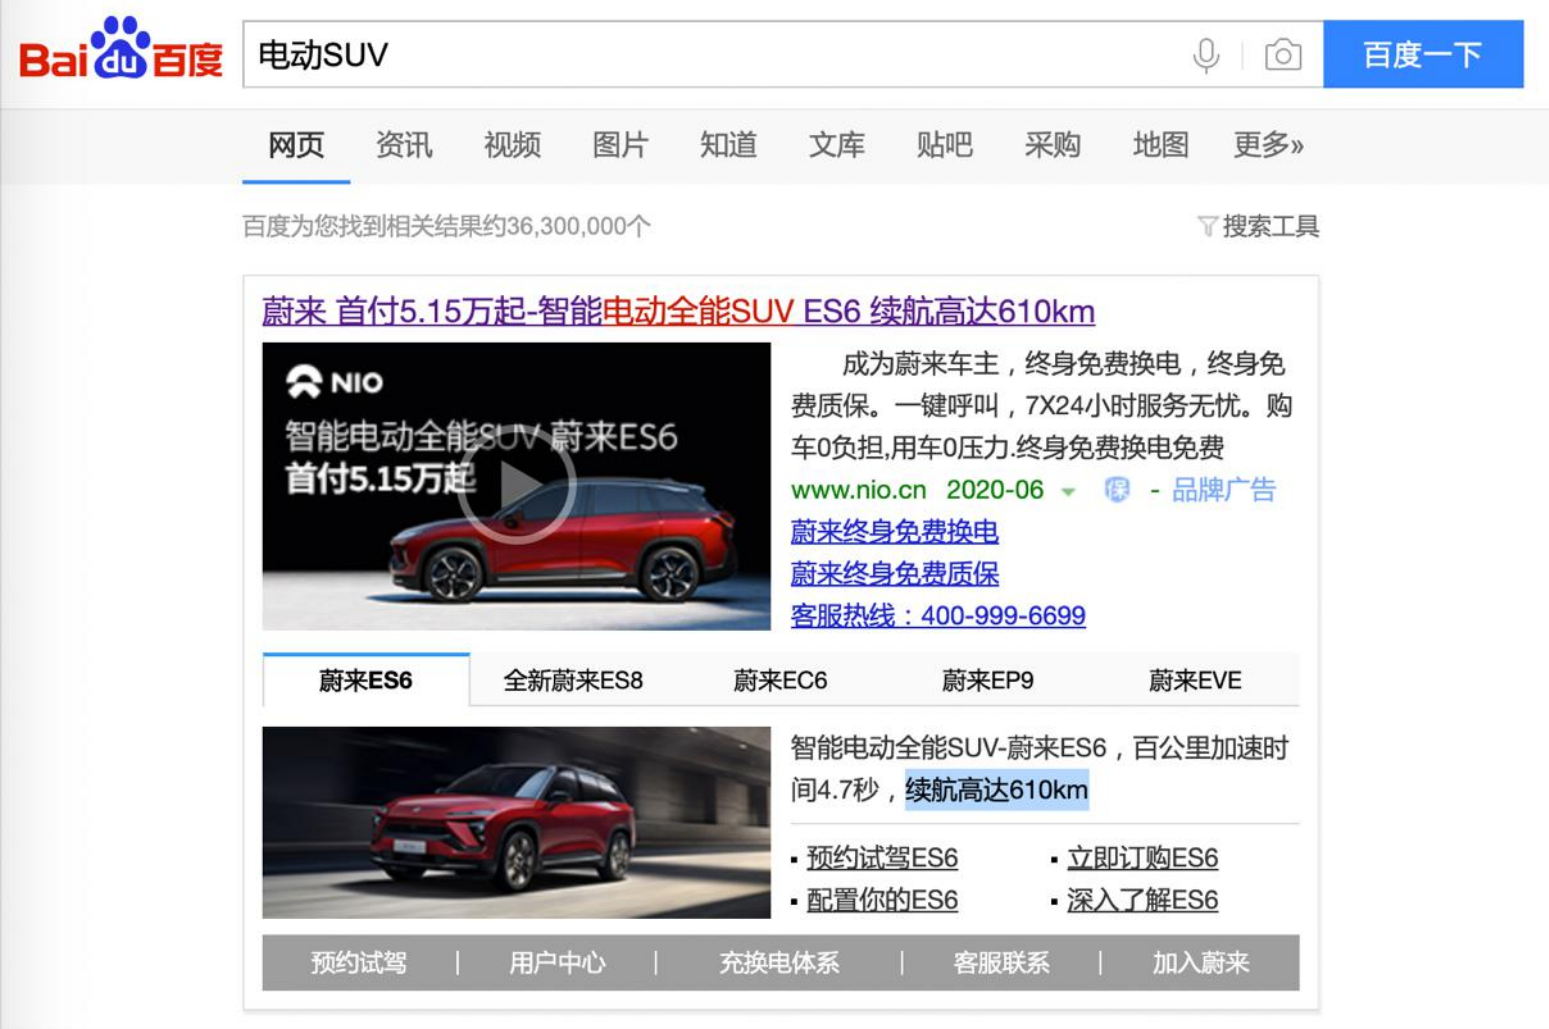 Bai du 百度
电动SUV
百度一下
网页 资讯 视频 图片 知道 文库 贴吧 采购 地图 更多»
百度为您找到相关结果约36,300,000个
搜索工具
蔚来 首付5.15万起-智能电动全能SUV ES6 续航高达610km
NIO
智能电动全能SUV 蔚来ES6
首付5.15万起
成为蔚来车主，终身免费换电，终身免
费质保。一键呼叫，7X24小时服务无忧。购
车0负担,用车0压力.终身免费换电免费
www.nio.cn 2020-06 保 - 品牌广告
蔚来终身免费换电
蔚来终身免费质保
客服热线：400-999-6699
蔚来ES6 全新蔚来ES8 蔚来EC6 蔚来EP9 蔚来EVE
智能电动全能SUV-蔚来ES6，百公里加速时
间4.7秒，续航高达610km
▪ 预约试驾ES6 ▪ 立即订购ES6
▪ 配置你的ES6 ▪ 深入了解ES6
预约试驾 | 用户中心 | 充换电体系 | 客服联系 | 加入蔚来